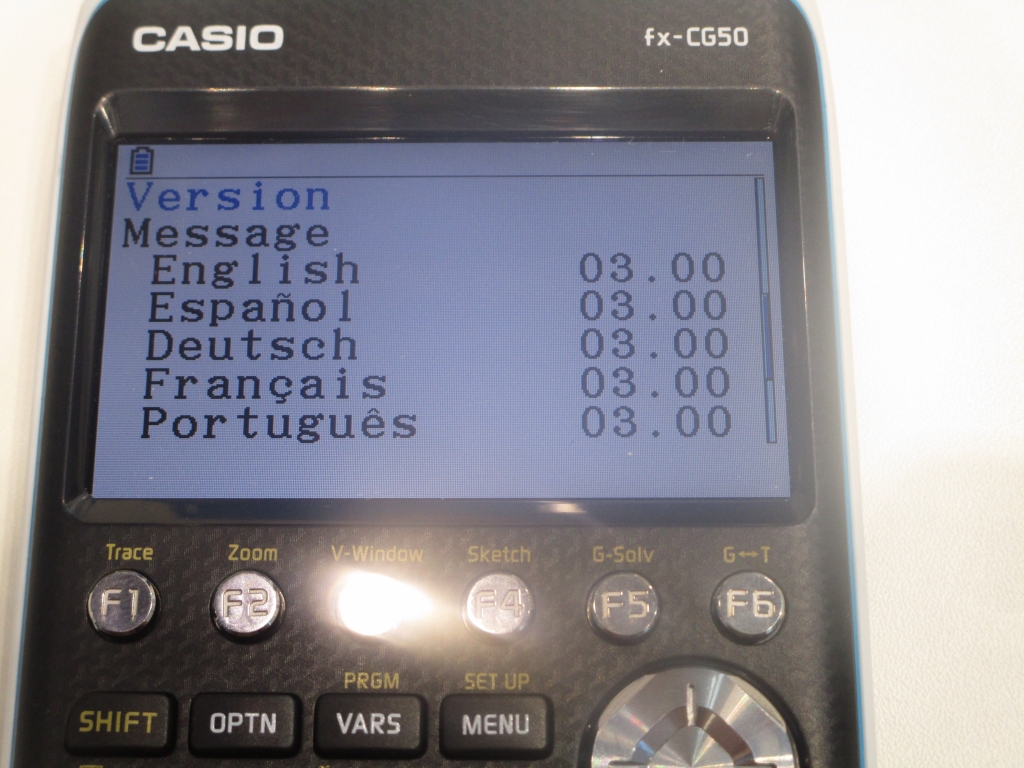 CASIO fx-CG50
Version
Message
English 03.00
Español 03.00
Deutsch 03.00
Français 03.00
Português 03.00
Trace Zoom V-Window Sketch G-Solv G↔T
F1 F2 F4 F5 F6
PRGM SET UP
SHIFT OPTN VARS MENU